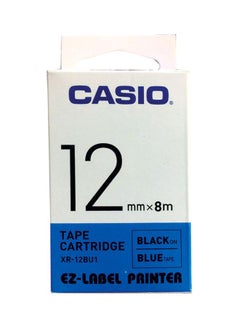 CASIO
12 mm×8m
TAPE
CARTRIDGE
XR-12BU1
BLACK ON
BLUE TAPE
EZ-LABEL PRINTER